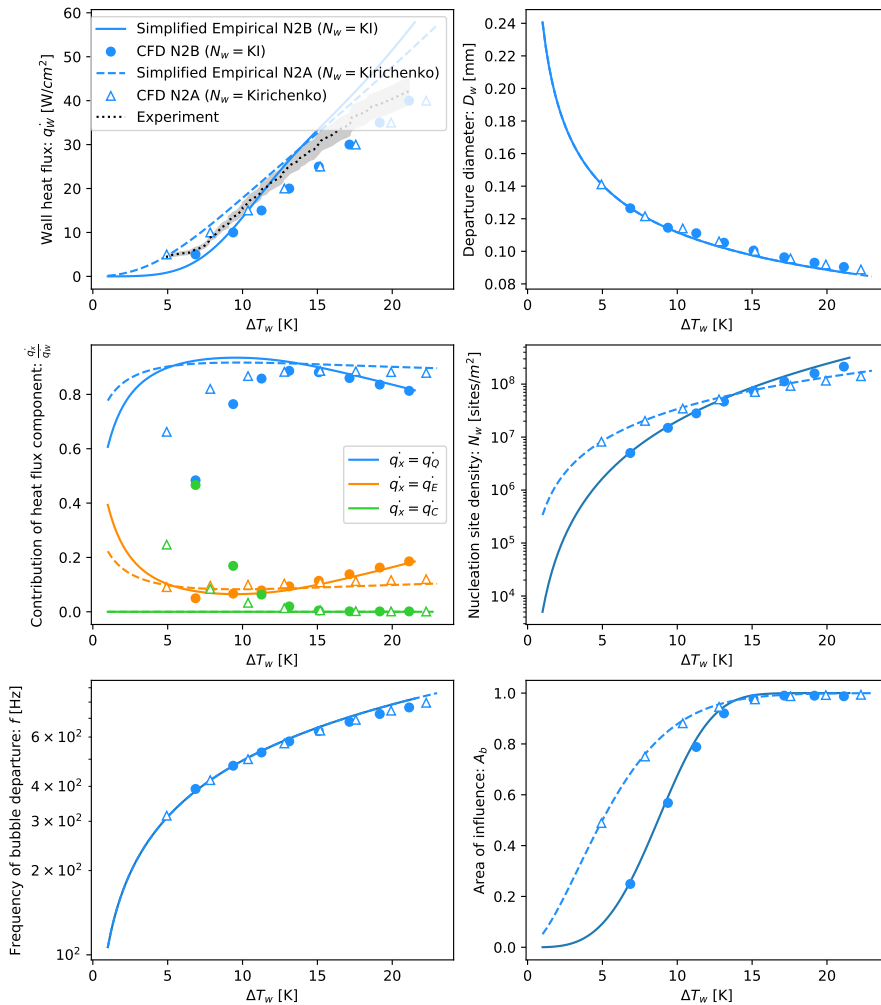 Simplified Empirical N2B (N_w = KI)
CFD N2B (N_w = KI)
Simplified Empirical N2A (N_w = Kirichenko)
CFD N2A (N_w = Kirichenko)
Experiment
Wall heat flux: q̇_W [W/cm²]
60
50
40
30
20
10
0
0 5 10 15 20
ΔT_w [K]
Departure diameter: D_w [mm]
0.24
0.22
0.20
0.18
0.16
0.14
0.12
0.10
0.08
0 5 10 15 20
ΔT_w [K]
Contribution of heat flux component: q̇_x/q̇_W
0.8
0.6
0.4
0.2
0.0
q̇_x = q̇_Q
q̇_x = q̇_E
q̇_x = q̇_C
0 5 10 15 20
ΔT_w [K]
Nucleation site density: N_w [sites/m²]
10⁸
10⁷
10⁶
10⁵
10⁴
0 5 10 15 20
ΔT_w [K]
Frequency of bubble departure: f [Hz]
6 × 10²
4 × 10²
3 × 10²
2 × 10²
10²
0 5 10 15 20
ΔT_w [K]
Area of influence: A_b
1.0
0.8
0.6
0.4
0.2
0.0
0 5 10 15 20
ΔT_w [K]